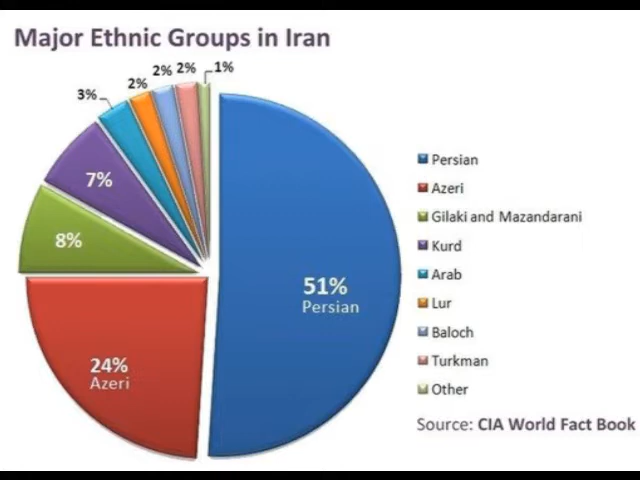 Major Ethnic Groups in Iran
2% 2% 1%
2%
3%
7%
8%
51%
Persian
24%
Azeri
Persian
Azeri
Gilaki and Mazandarani
Kurd
Arab
Lur
Baloch
Turkman
Other
Source: CIA World Fact Book